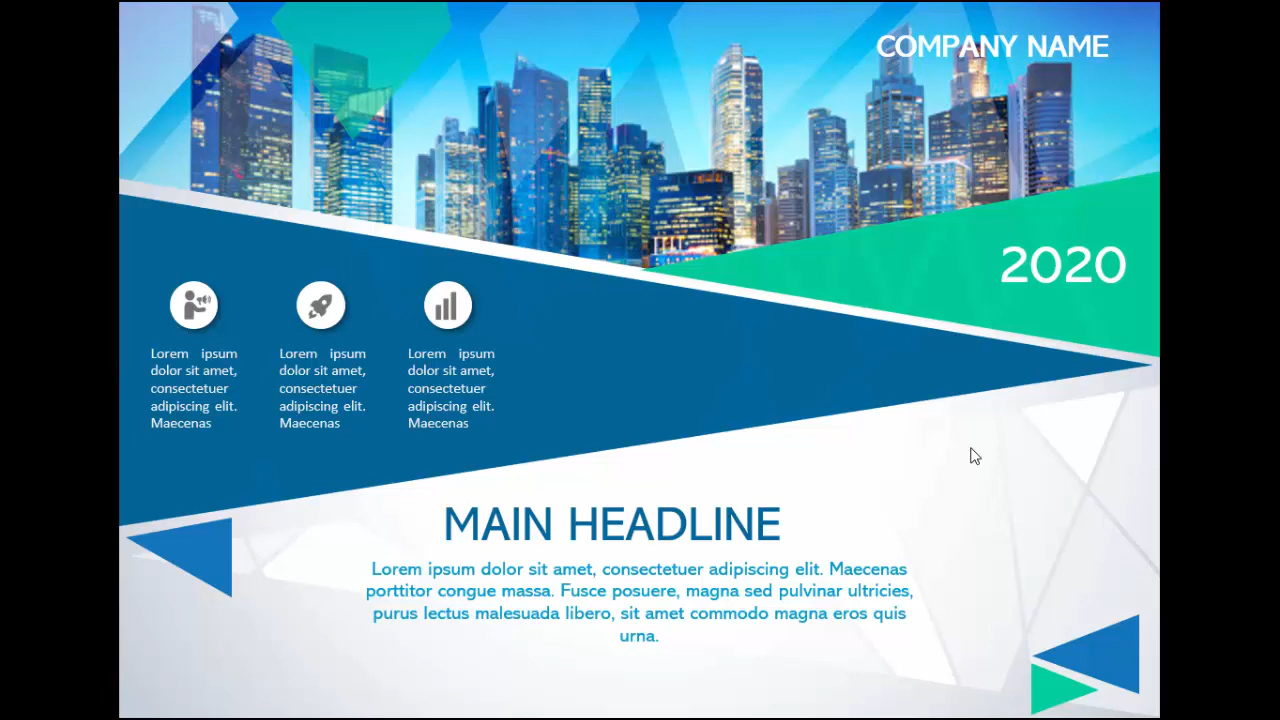 COMPANY NAME
2020
Lorem ipsum
dolor sit amet,
consectetuer
adipiscing elit.
Maecenas
Lorem ipsum
dolor sit amet,
consectetuer
adipiscing elit.
Maecenas
Lorem ipsum
dolor sit amet,
consectetuer
adipiscing elit.
Maecenas
MAIN HEADLINE
Lorem ipsum dolor sit amet, consectetuer adipiscing elit. Maecenas
porttitor congue massa. Fusce posuere, magna sed pulvinar ultricies,
purus lectus malesuada libero, sit amet commodo magna eros quis
urna.